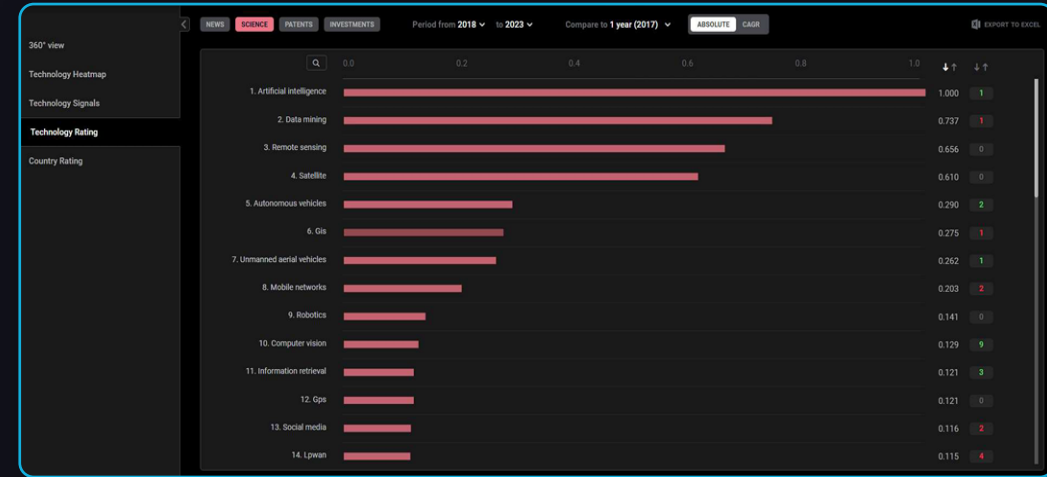 NEWS SCIENCE PATENTS INVESTMENTS Period from 2018 to 2023 Compare to 1 year (2017) ABSOLUTE CAGR EXPORT TO EXCEL
360° view
Technology Heatmap
Technology Signals
Technology Rating
Country Rating
0.0 0.2 0.4 0.6 0.8 1.0
1. Artificial intelligence 1.000 1
2. Data mining 0.737 1
3. Remote sensing 0.656 0
4. Satellite 0.610 0
5. Autonomous vehicles 0.290 2
6. Gis 0.275 1
7. Unmanned aerial vehicles 0.262 1
8. Mobile networks 0.203 2
9. Robotics 0.141 0
10. Computer vision 0.129 9
11. Information retrieval 0.121 3
12. Gps 0.121 0
13. Social media 0.116 2
14. Lpwan 0.115 4